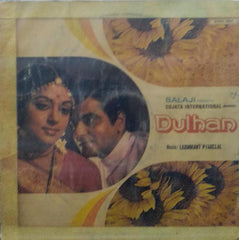 BALAJI
SUJATA INTERNATIONAL
Dulhan
Music: LAXMIKANT PYARELAL